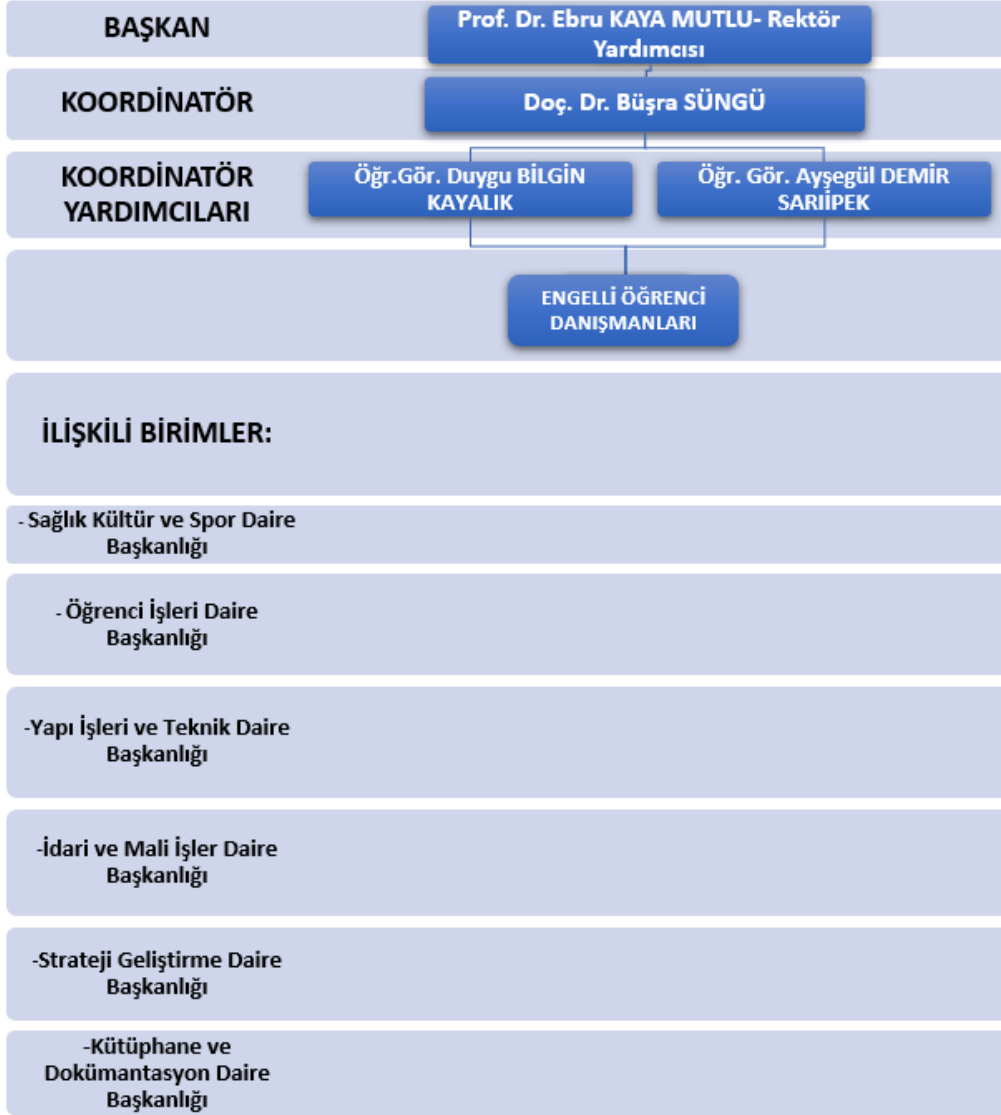 BAŞKAN
Prof. Dr. Ebru KAYA MUTLU- Rektör
Yardımcısı
KOORDİNATÖR
Doç. Dr. Büşra SÜNGÜ
KOORDİNATÖR
YARDIMCILARI
Öğr.Gör. Duygu BİLGİN
KAYALIK
Öğr. Gör. Ayşegül DEMİR
SARIİPEK
ENGELLİ ÖĞRENCİ
DANIŞMANLARI
İLİŞKİLİ BİRİMLER:
- Sağlık Kültür ve Spor Daire
Başkanlığı
- Öğrenci İşleri Daire
Başkanlığı
-Yapı İşleri ve Teknik Daire
Başkanlığı
-İdari ve Mali İşler Daire
Başkanlığı
-Strateji Geliştirme Daire
Başkanlığı
-Kütüphane ve
Dokümantasyon Daire
Başkanlığı